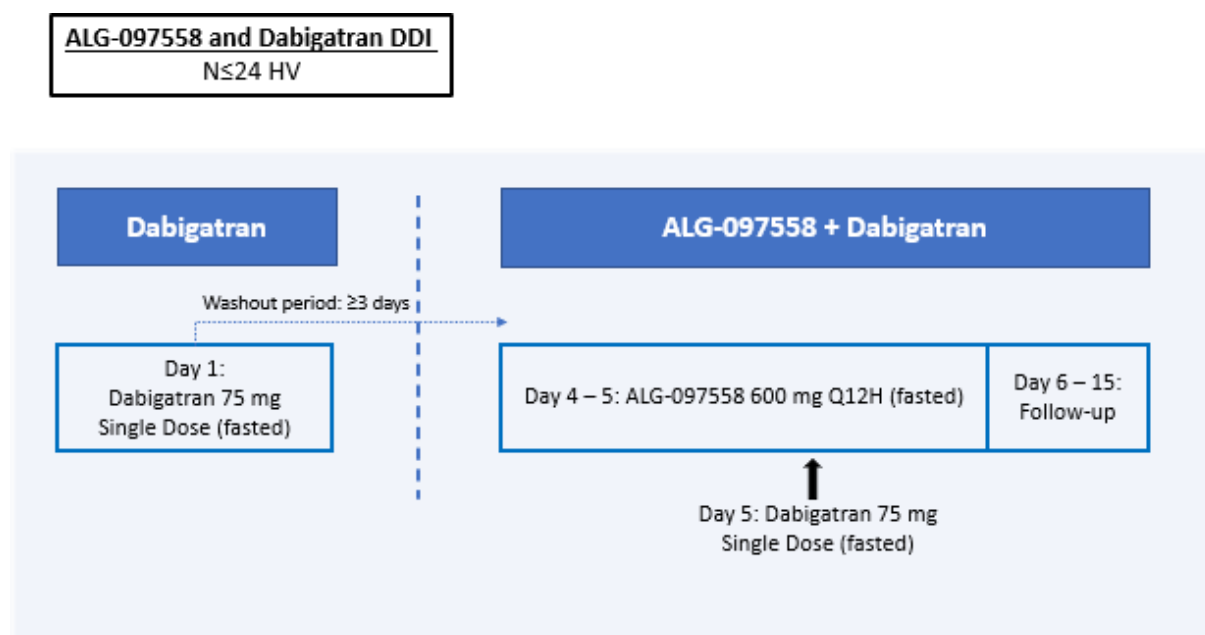 ALG-097558 and Dabigatran DDI
N≤24 HV
Dabigatran
ALG-097558 + Dabigatran
Washout period: ≥3 days
Day 1:
Dabigatran 75 mg
Single Dose (fasted)
Day 4 – 5: ALG-097558 600 mg Q12H (fasted)
Day 6 – 15:
Follow-up
Day 5: Dabigatran 75 mg
Single Dose (fasted)